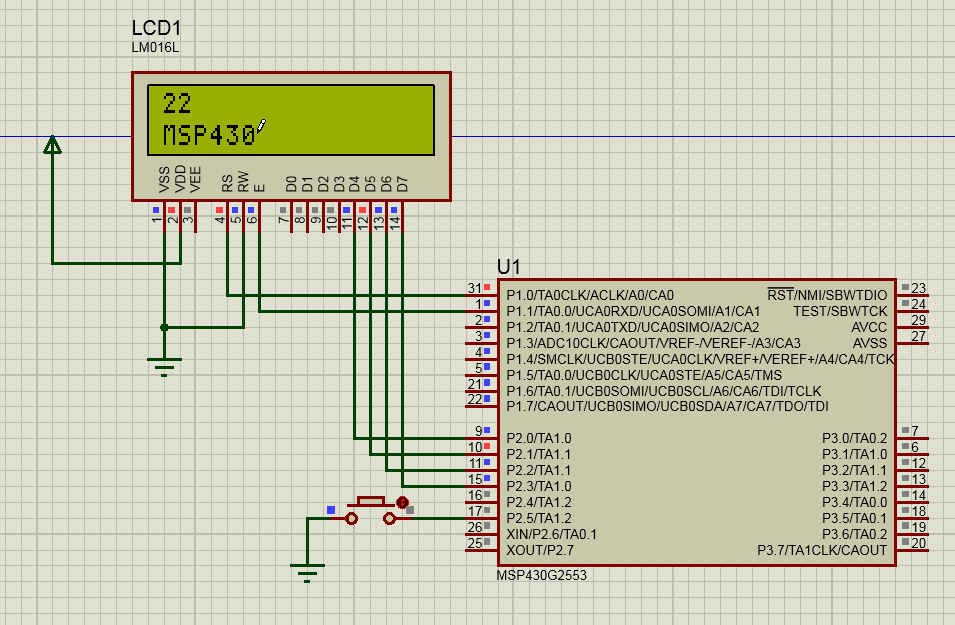 LCD1
LM016L
22
MSP430
VSS VDD VEE RS RW E D0 D1 D2 D3 D4 D5 D6 D7
1 2 3 4 5 6 7 8 9 10 11 12 13 14
U1
31 P1.0/TA0CLK/ACLK/A0/CA0 RST/NMI/SBWTDIO 23
1 P1.1/TA0.0/UCA0RXD/UCA0SOMI/A1/CA1 TEST/SBWTCK 24
2 P1.2/TA0.1/UCA0TXD/UCA0SIMO/A2/CA2 AVCC 29
3 P1.3/ADC10CLK/CAOUT/VREF-/VEREF-/A3/CA3 AVSS 27
4 P1.4/SMCLK/UCB0STE/UCA0CLK/VREF+/VEREF+/A4/CA4/TCK
5 P1.5/TA0.0/UCB0CLK/UCA0STE/A5/CA5/TMS
21 P1.6/TA0.1/UCB0SOMI/UCB0SCL/A6/CA6/TDI/TCLK
22 P1.7/CAOUT/UCB0SIMO/UCB0SDA/A7/CA7/TDO/TDI
9 P2.0/TA1.0 P3.0/TA0.2 7
10 P2.1/TA1.1 P3.1/TA1.0 6
11 P2.2/TA1.1 P3.2/TA1.1 12
15 P2.3/TA1.0 P3.3/TA1.2 13
16 P2.4/TA1.2 P3.4/TA0.0 14
17 P2.5/TA1.2 P3.5/TA0.1 18
26 XIN/P2.6/TA0.1 P3.6/TA0.2 19
25 XOUT/P2.7 P3.7/TA1CLK/CAOUT 20
MSP430G2553